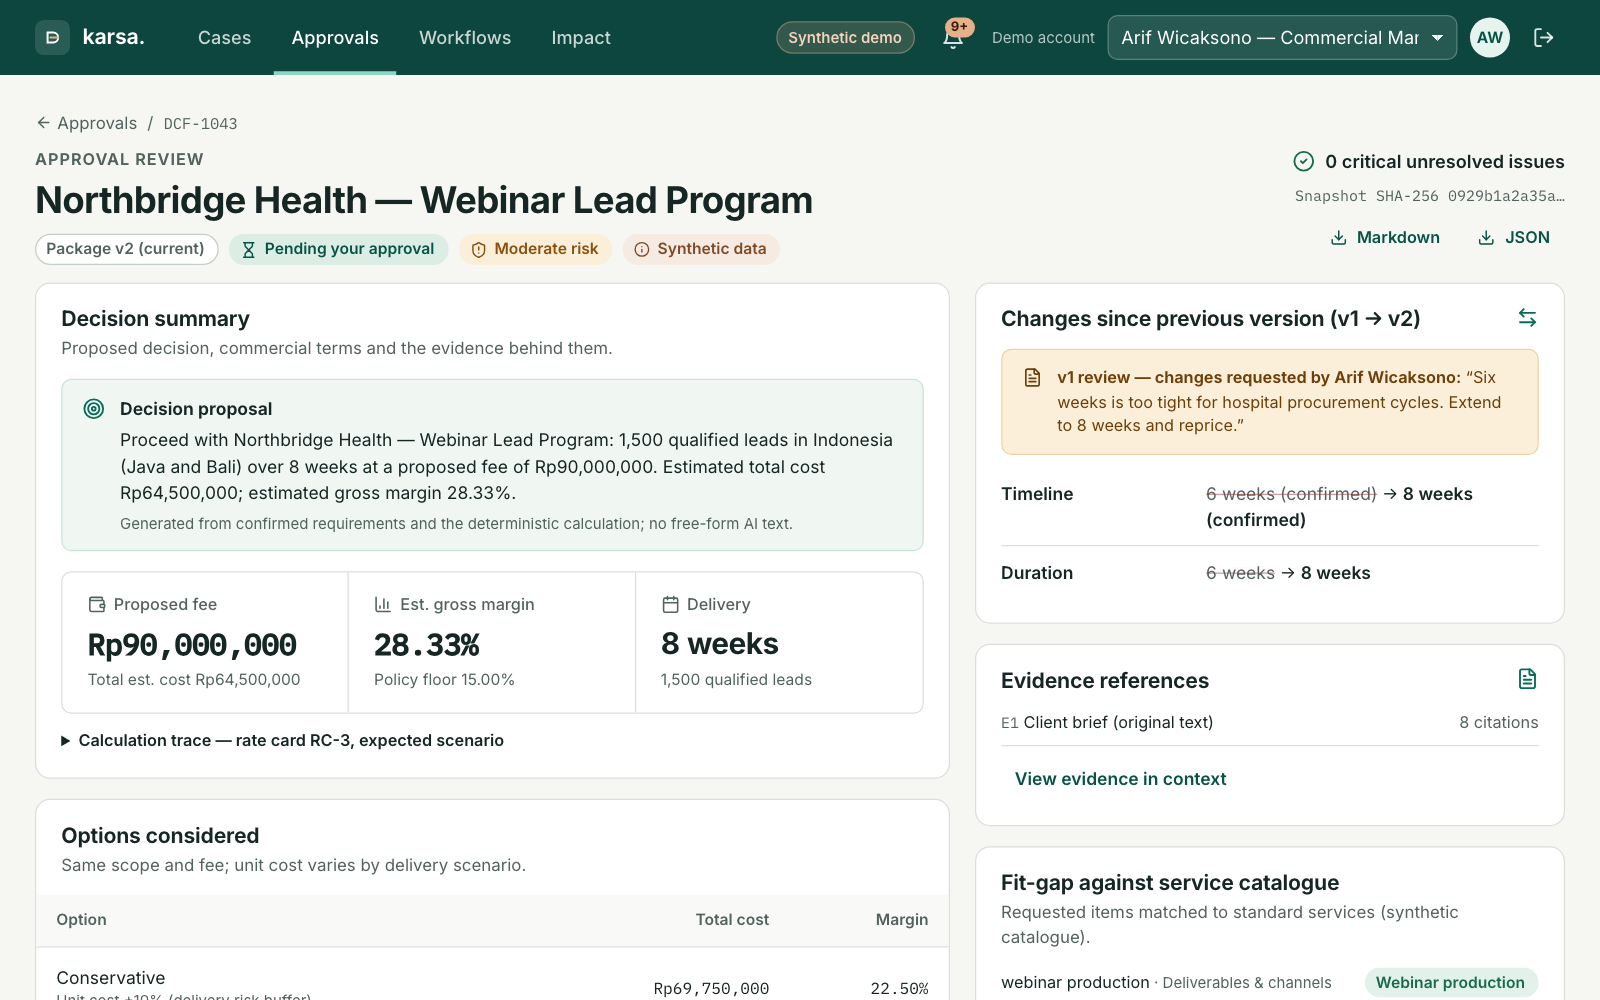 karsa.
Cases
Approvals
Workflows
Impact
Synthetic demo
9+
Demo account
Arif Wicaksono — Commercial Mar
AW
Approvals / DCF-1043
APPROVAL REVIEW
Northbridge Health — Webinar Lead Program
Package v2 (current)
Pending your approval
Moderate risk
Synthetic data
0 critical unresolved issues
Snapshot SHA-256 0929b1a2a35a…
Markdown
JSON
Decision summary
Proposed decision, commercial terms and the evidence behind them.
Decision proposal
Proceed with Northbridge Health — Webinar Lead Program: 1,500 qualified leads in Indonesia
(Java and Bali) over 8 weeks at a proposed fee of Rp90,000,000. Estimated total cost
Rp64,500,000; estimated gross margin 28.33%.
Generated from confirmed requirements and the deterministic calculation; no free-form AI text.
Proposed fee
Rp90,000,000
Total est. cost Rp64,500,000
Est. gross margin
28.33%
Policy floor 15.00%
Delivery
8 weeks
1,500 qualified leads
Calculation trace — rate card RC-3, expected scenario
Options considered
Same scope and fee; unit cost varies by delivery scenario.
Option Total cost Margin
Conservative
Unit cost +10% (delivery risk buffer)
Rp69,750,000 22.50%
Changes since previous version (v1 → v2)
v1 review — changes requested by Arif Wicaksono: “Six
weeks is too tight for hospital procurement cycles. Extend
to 8 weeks and reprice.”
Timeline 6 weeks (confirmed) → 8 weeks
(confirmed)
Duration 6 weeks → 8 weeks
Evidence references
E1 Client brief (original text) 8 citations
View evidence in context
Fit-gap against service catalogue
Requested items matched to standard services (synthetic
catalogue).
webinar production · Deliverables & channels Webinar production